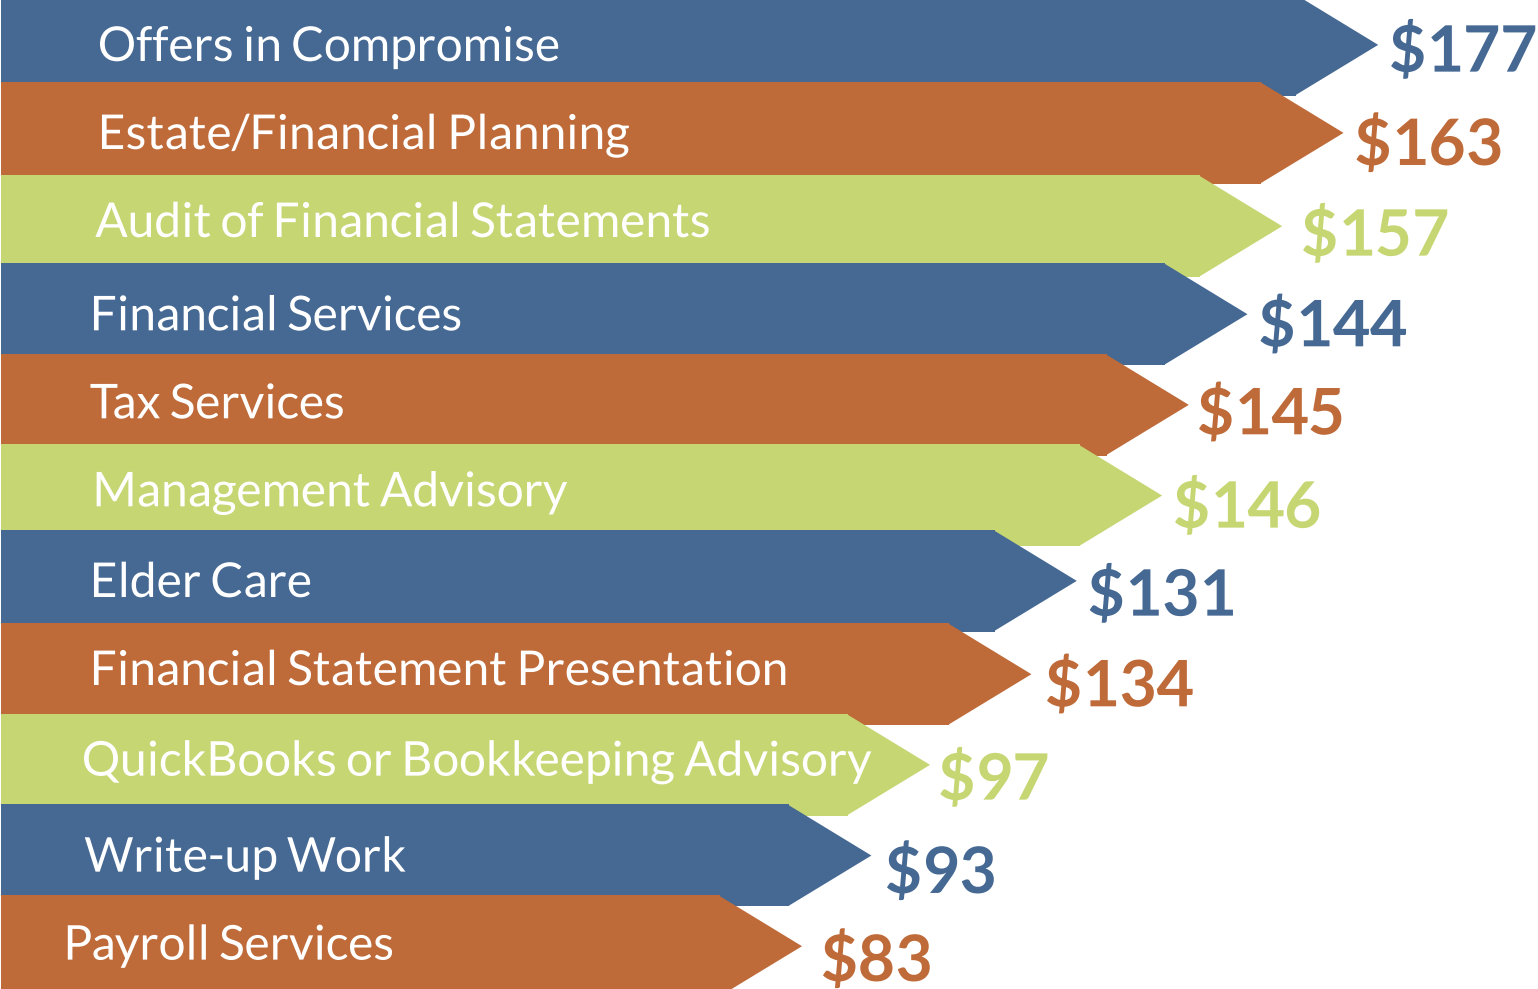 Offers in Compromise $177
Estate/Financial Planning $163
Audit of Financial Statements $157
Financial Services $144
Tax Services $145
Management Advisory $146
Elder Care $131
Financial Statement Presentation $134
QuickBooks or Bookkeeping Advisory $97
Write-up Work $93
Payroll Services $83